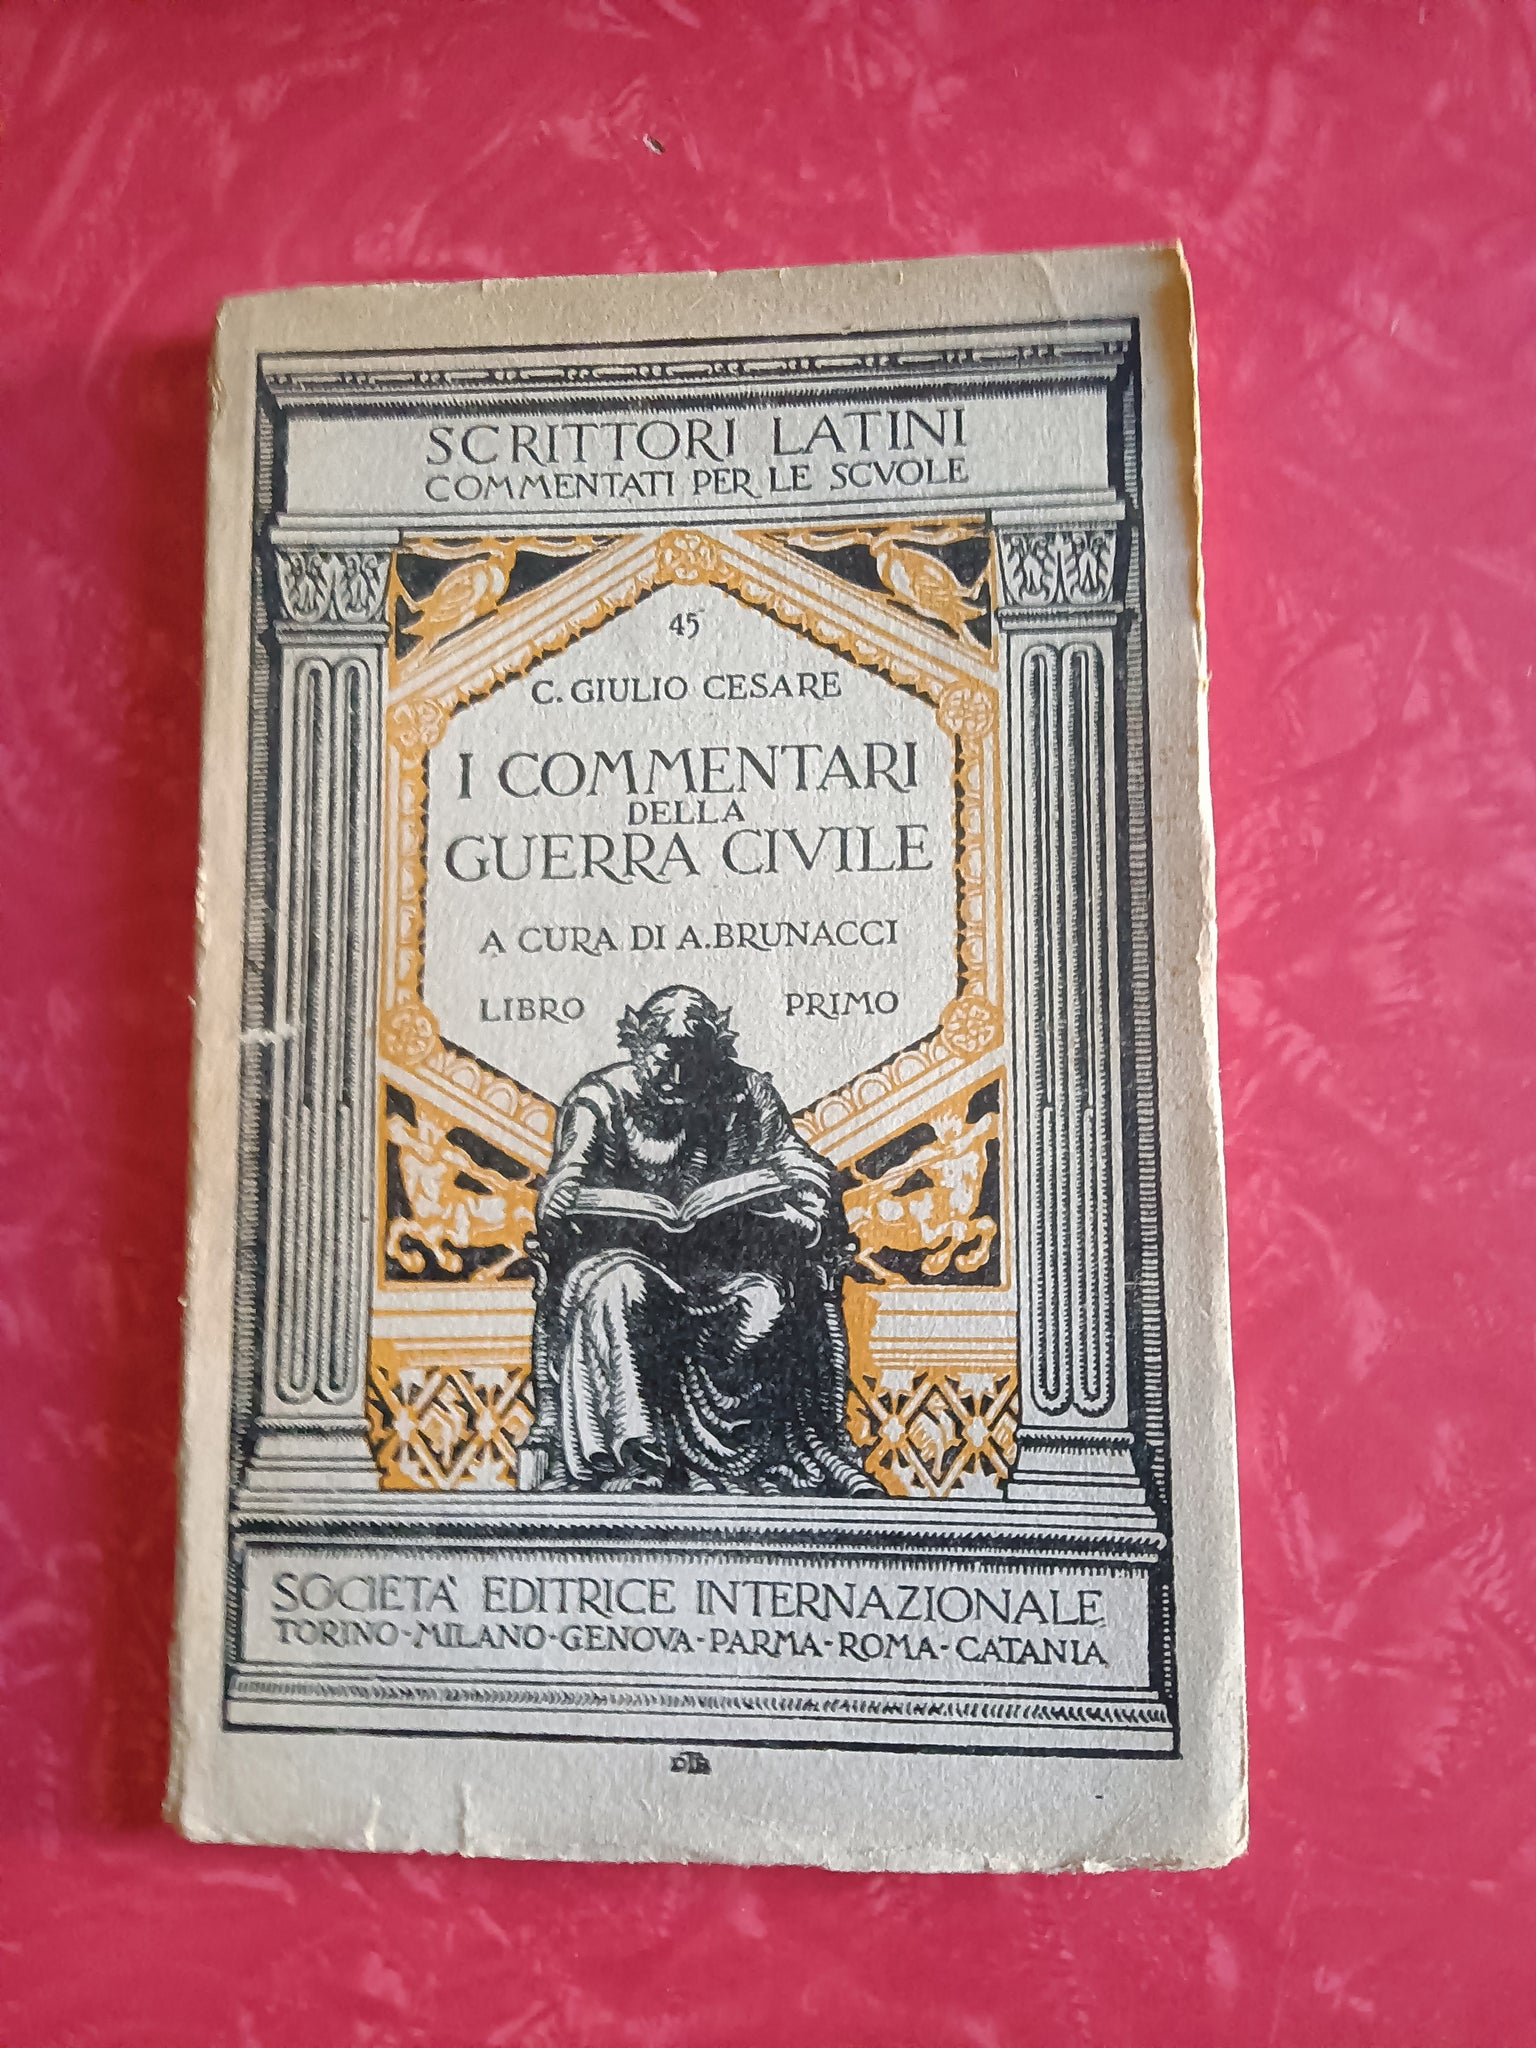 SCRITTORI LATINI
COMMENTATI PER LE SCVOLE
45
C. GIULIO CESARE
I COMMENTARI
DELLA
GUERRA CIVILE
A CURA DI A. BRUNACCI
LIBRO PRIMO
SOCIETÀ EDITRICE INTERNAZIONALE
TORINO-MILANO-GENOVA-PARMA-ROMA-CATANIA